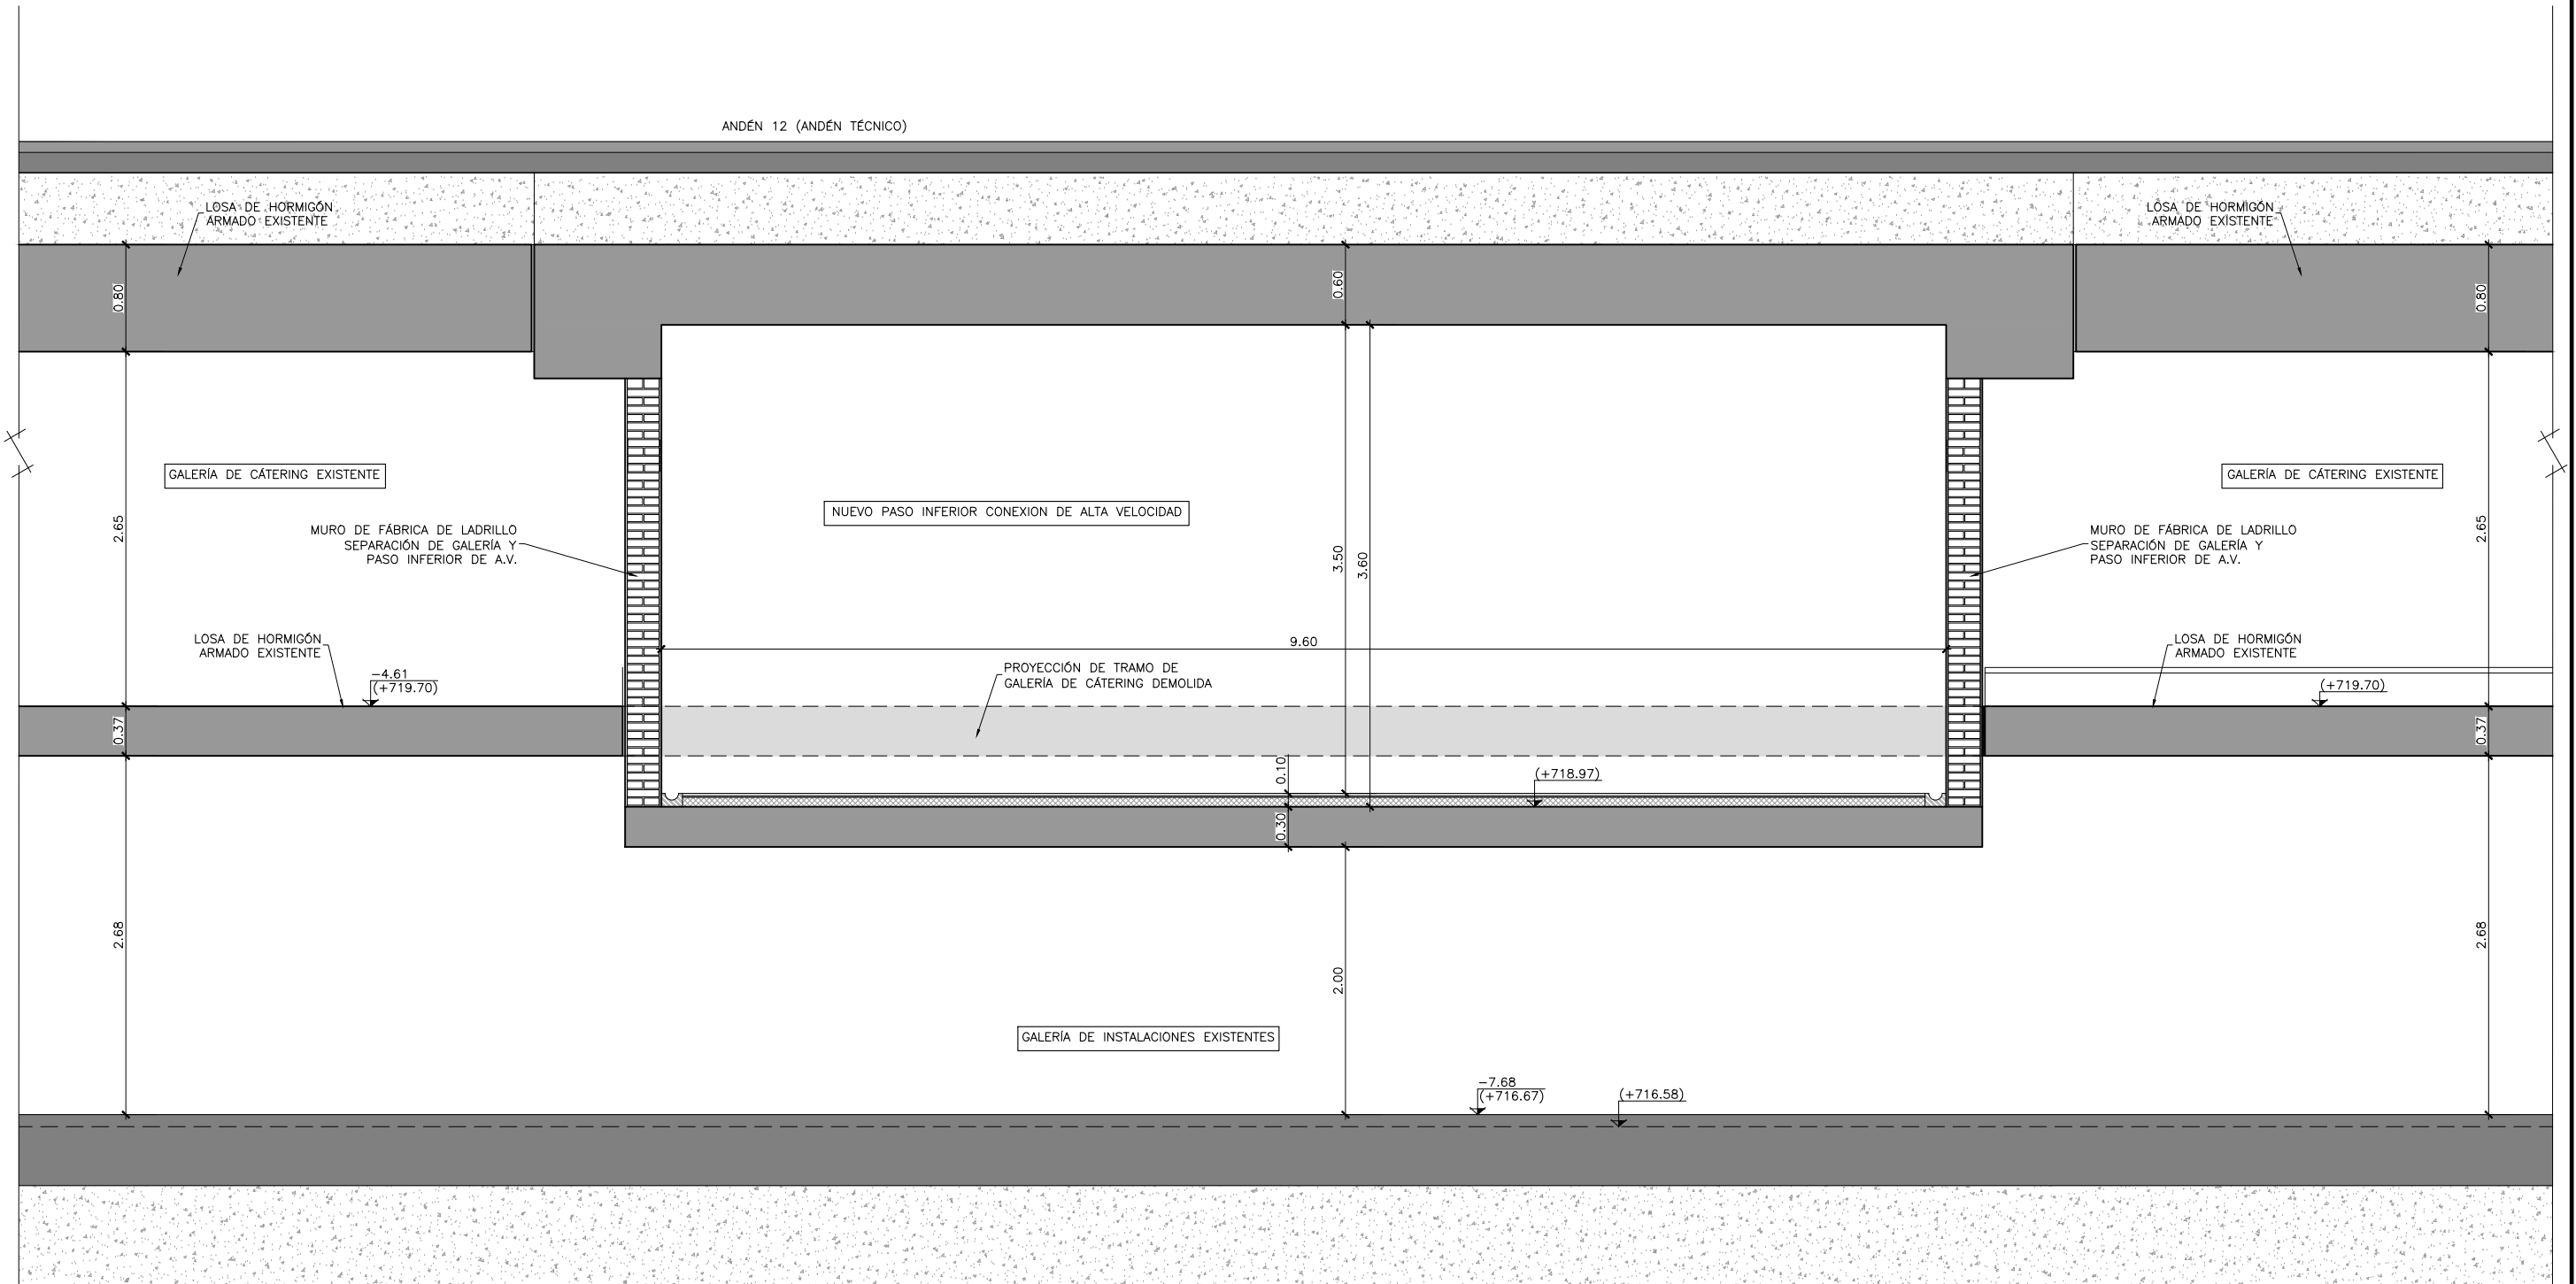 ANDÉN 12 (ANDÉN TÉCNICO)
LOSA DE HORMIGÓN
ARMADO EXISTENTE
LOSA DE HORMIGÓN
ARMADO EXISTENTE
0.80
0.60
0.80
GALERÍA DE CÁTERING EXISTENTE
GALERÍA DE CÁTERING EXISTENTE
NUEVO PASO INFERIOR CONEXION DE ALTA VELOCIDAD
2.65
MURO DE FÁBRICA DE LADRILLO
SEPARACIÓN DE GALERÍA Y
PASO INFERIOR DE A.V.
3.50
3.60
MURO DE FÁBRICA DE LADRILLO
SEPARACIÓN DE GALERÍA Y
PASO INFERIOR DE A.V.
2.65
LOSA DE HORMIGÓN
ARMADO EXISTENTE
9.60
LOSA DE HORMIGÓN
ARMADO EXISTENTE
-4.61
(+719.70)
PROYECCIÓN DE TRAMO DE
GALERÍA DE CÁTERING DEMOLIDA
(+719.70)
0.37
0.37
0.10
(+718.97)
0.30
2.68
2.00
2.68
GALERÍA DE INSTALACIONES EXISTENTES
-7.68
(+716.67)
(+716.58)